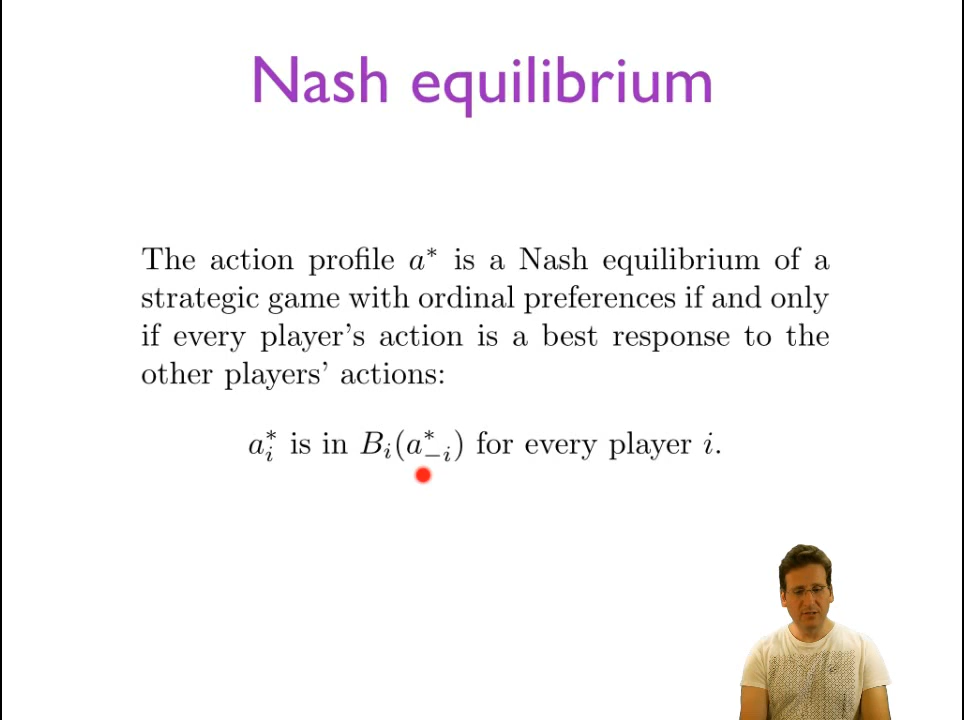 Nash equilibrium
The action profile a* is a Nash equilibrium of a
strategic game with ordinal preferences if and only
if every player's action is a best response to the
other players' actions:
a*_i is in B_i(a*_{-i}) for every player i.